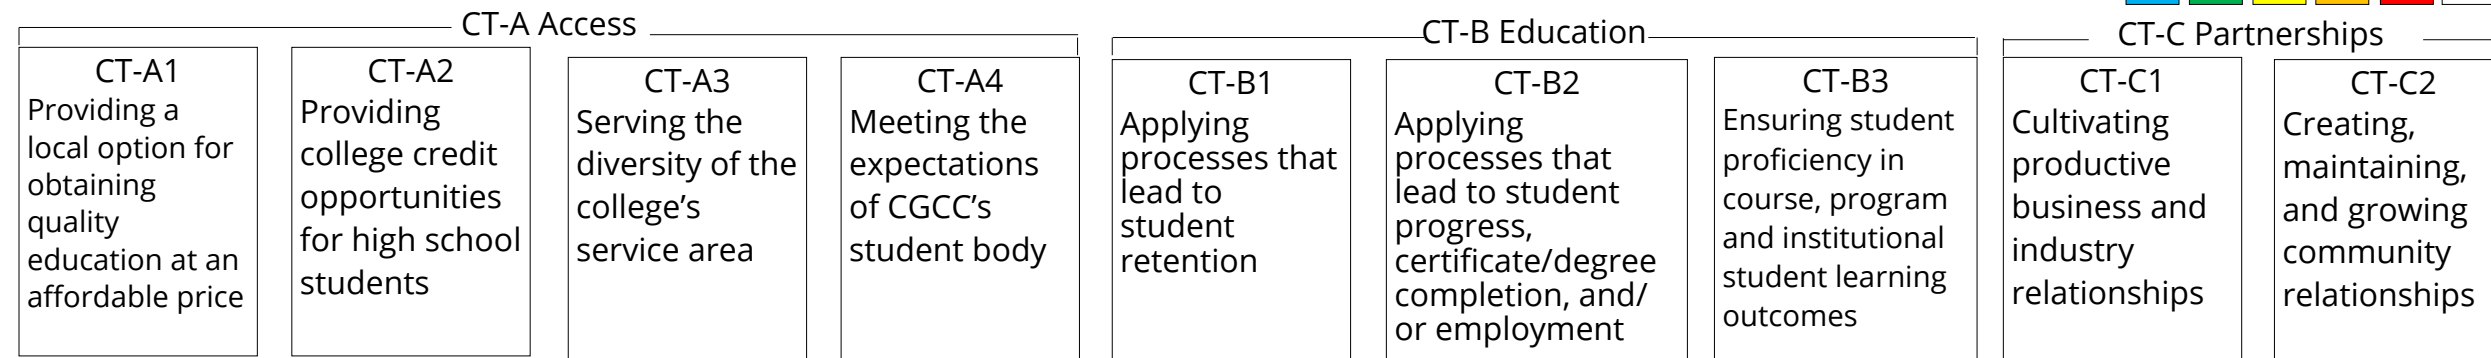 CT-A Access
CT-A1
Providing a
local option for
obtaining
quality
education at an
affordable price
CT-A2
Providing
college credit
opportunities
for high school
students
CT-A3
Serving the
diversity of the
college’s
service area
CT-A4
Meeting the
expectations
of CGCC’s
student body
CT-B Education
CT-B1
Applying
processes that
lead to
student
retention
CT-B2
Applying
processes that
lead to student
progress,
certificate/degree
completion, and/
or employment
CT-B3
Ensuring student
proficiency in
course, program
and institutional
student learning
outcomes
CT-C Partnerships
CT-C1
Cultivating
productive
business and
industry
relationships
CT-C2
Creating,
maintaining,
and growing
community
relationships